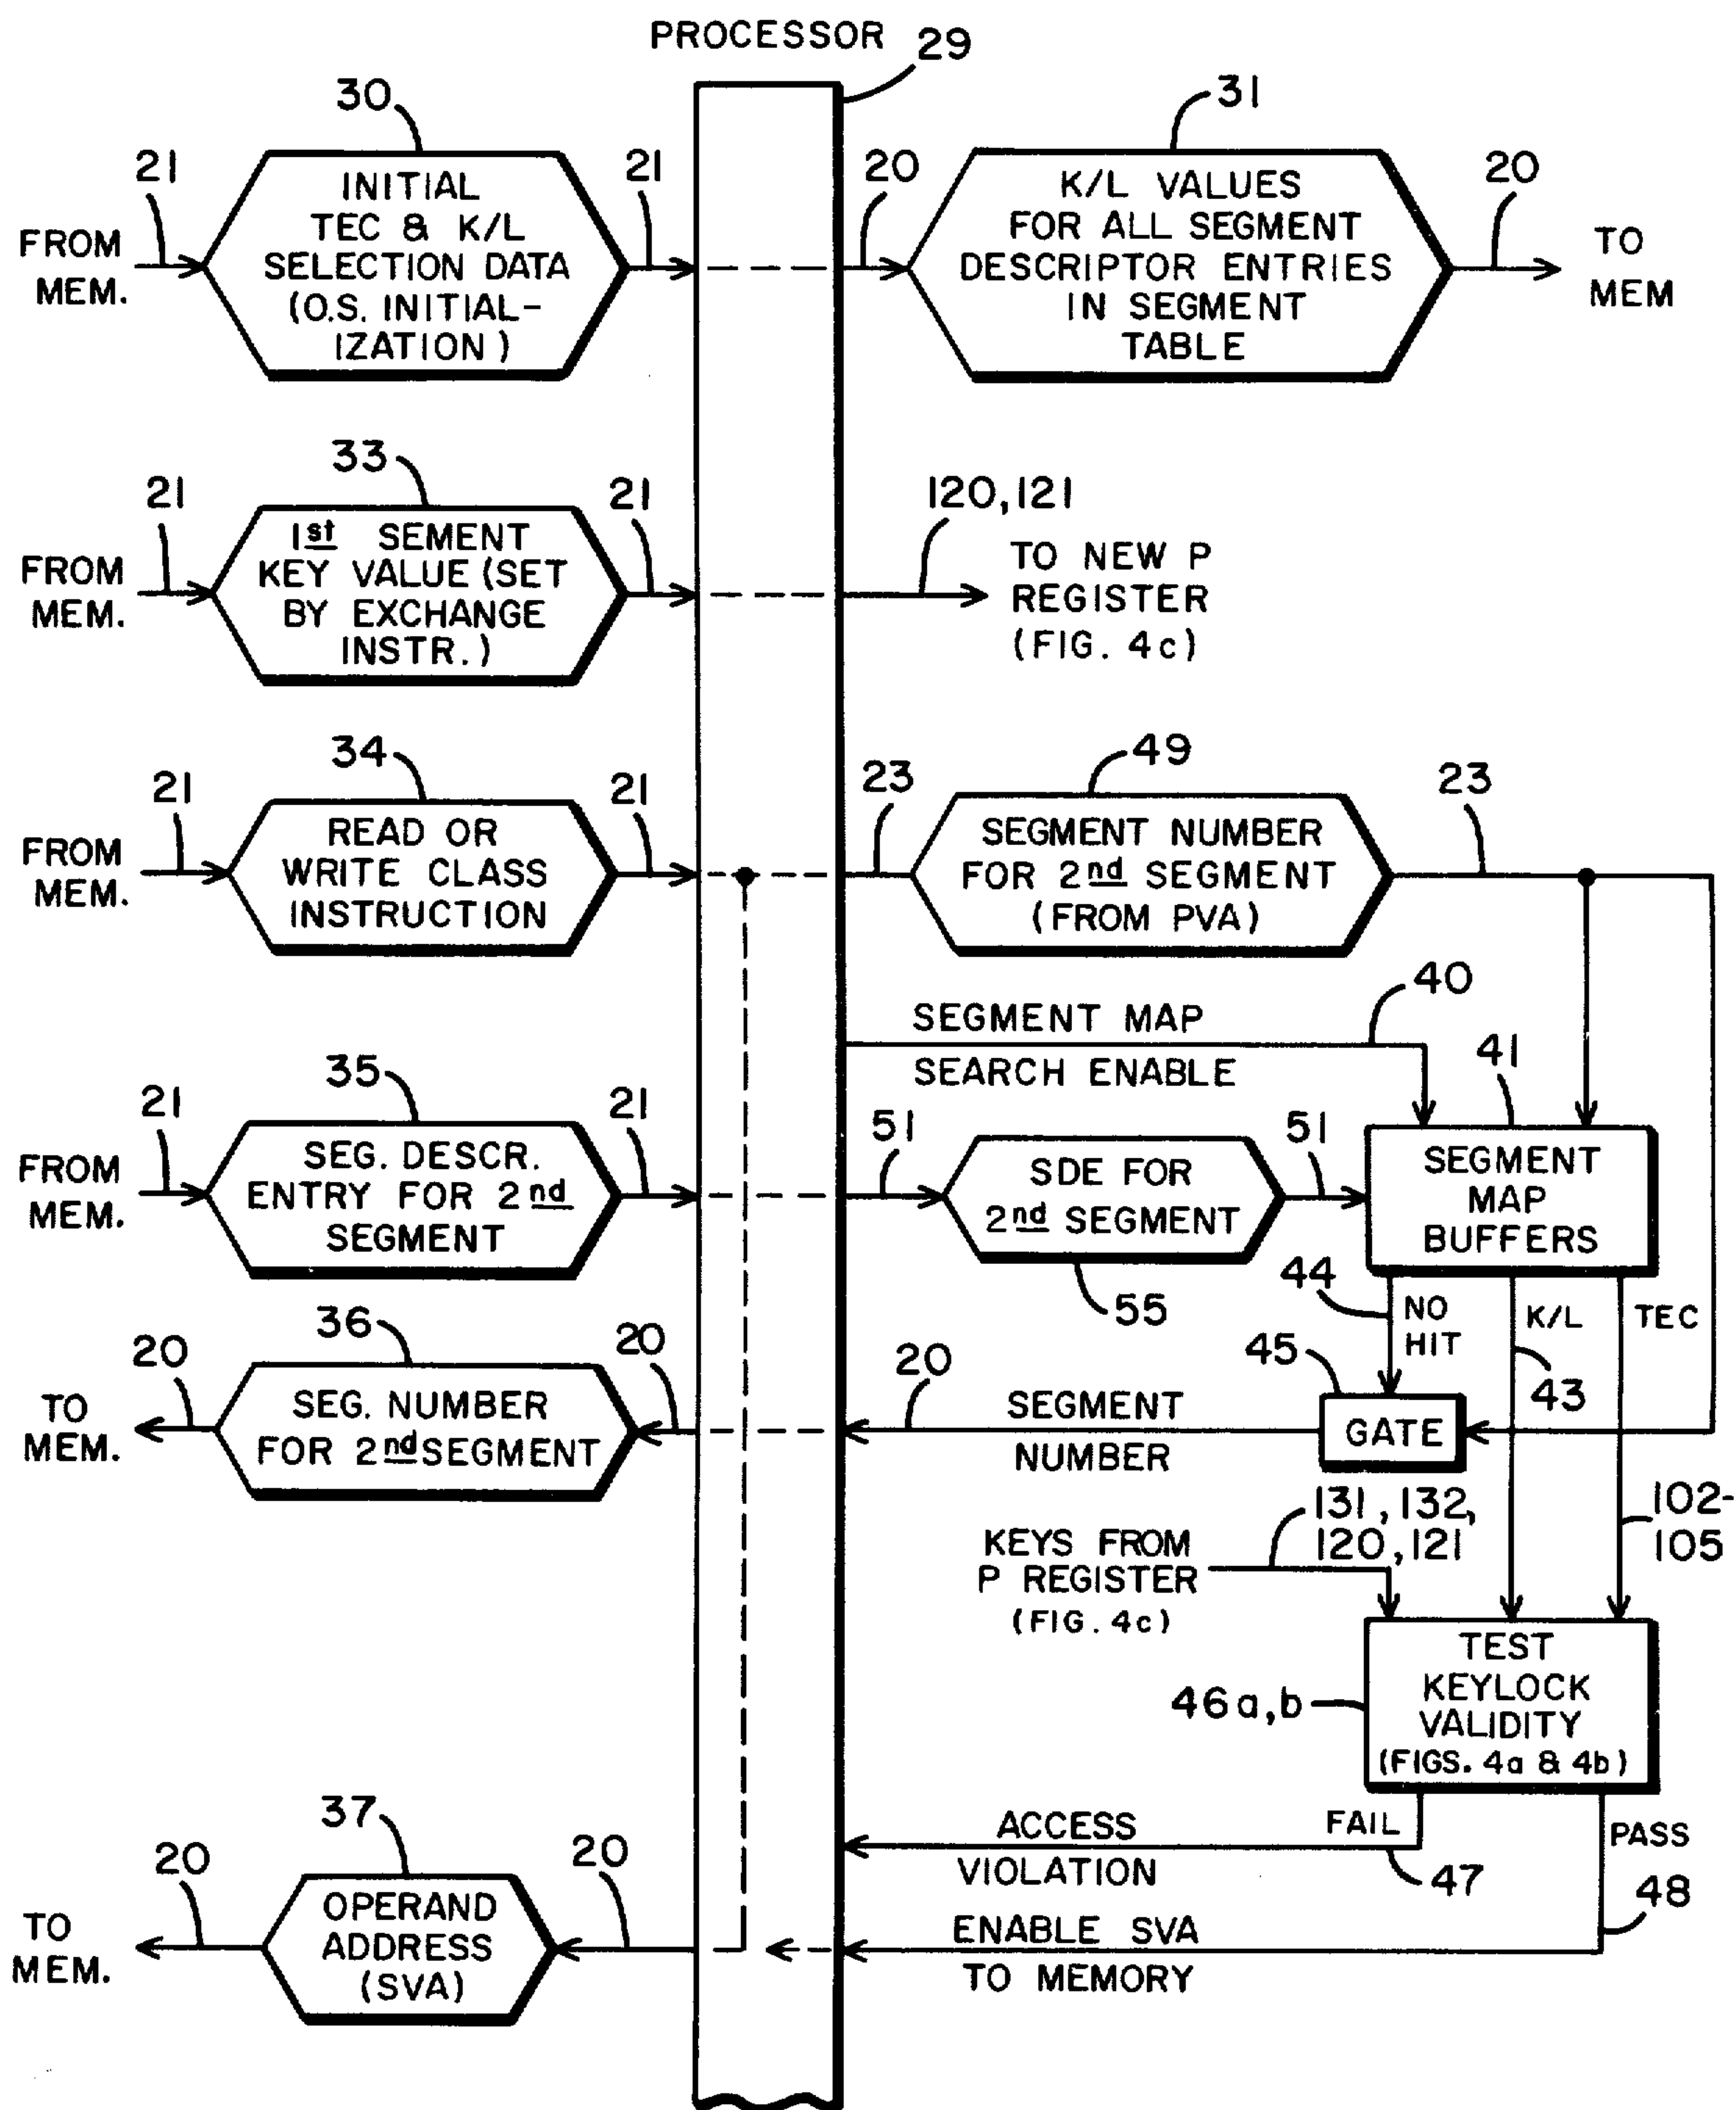 PROCESSOR
29
30
31
21
21
20
20
FROM
MEM.
INITIAL
TEC & K/L
SELECTION DATA
(O.S. INITIAL-
IZATION)
K/L VALUES
FOR ALL SEGMENT
DESCRIPTOR ENTRIES
IN SEGMENT
TABLE
TO
MEM
33
21
21
120,121
FROM
MEM.
1st SEMENT
KEY VALUE (SET
BY EXCHANGE
INSTR.)
TO NEW P
REGISTER
(FIG. 4c)
34
49
21
21
23
23
FROM
MEM.
READ OR
WRITE CLASS
INSTRUCTION
SEGMENT NUMBER
FOR 2nd SEGMENT
(FROM PVA)
40
SEGMENT MAP
SEARCH ENABLE
35
41
21
21
51
51
FROM
MEM.
SEG. DESCR.
ENTRY FOR 2nd
SEGMENT
SDE FOR
2nd SEGMENT
55
SEGMENT
MAP
BUFFERS
44
NO
HIT
K/L
TEC
43
36
45
20
20
20
TO
MEM.
SEG. NUMBER
FOR 2nd SEGMENT
SEGMENT
NUMBER
GATE
102-
105
131,132,
120,121
KEYS FROM
P REGISTER
(FIG. 4c)
46a,b
TEST
KEYLOCK
VALIDITY
(FIGS. 4a & 4b)
FAIL
PASS
ACCESS
VIOLATION
47
48
37
20
20
TO
MEM.
OPERAND
ADDRESS
(SVA)
ENABLE SVA
TO MEMORY